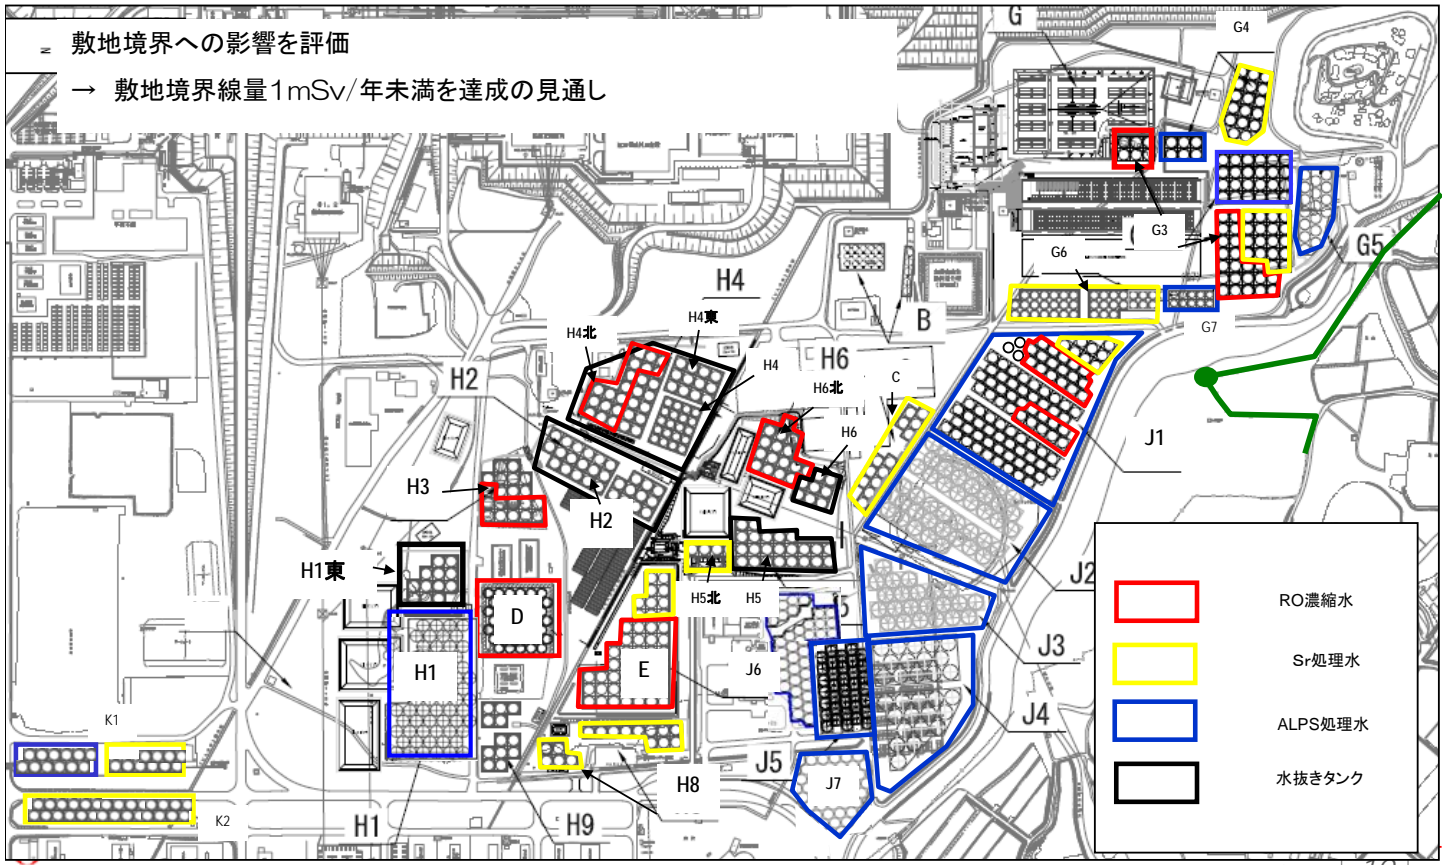 敷地境界への影響を評価
→ 敷地境界線量1mSv/年未満を達成の見通し
G
G4
G3
G5
G6
G7
B
H4
H4北
H4東
H4
H6
H6北
H6
C
H2
H2
H3
H1東
H1
H1
D
E
H5北
H5
J1
J2
J3
J4
J5
J6
J7
H8
H9
K1
K2
RO濃縮水
Sr処理水
ALPS処理水
水抜きタンク